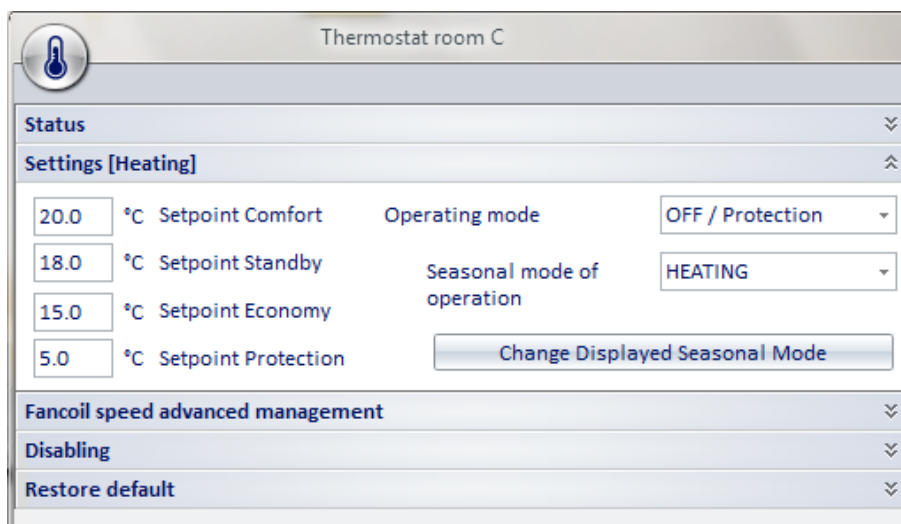 Thermostat room C
Status
Settings [Heating]
20.0 °C Setpoint Comfort Operating mode OFF / Protection
18.0 °C Setpoint Standby Seasonal mode of HEATING
operation
15.0 °C Setpoint Economy
5.0 °C Setpoint Protection Change Displayed Seasonal Mode
Fancoil speed advanced management
Disabling
Restore default